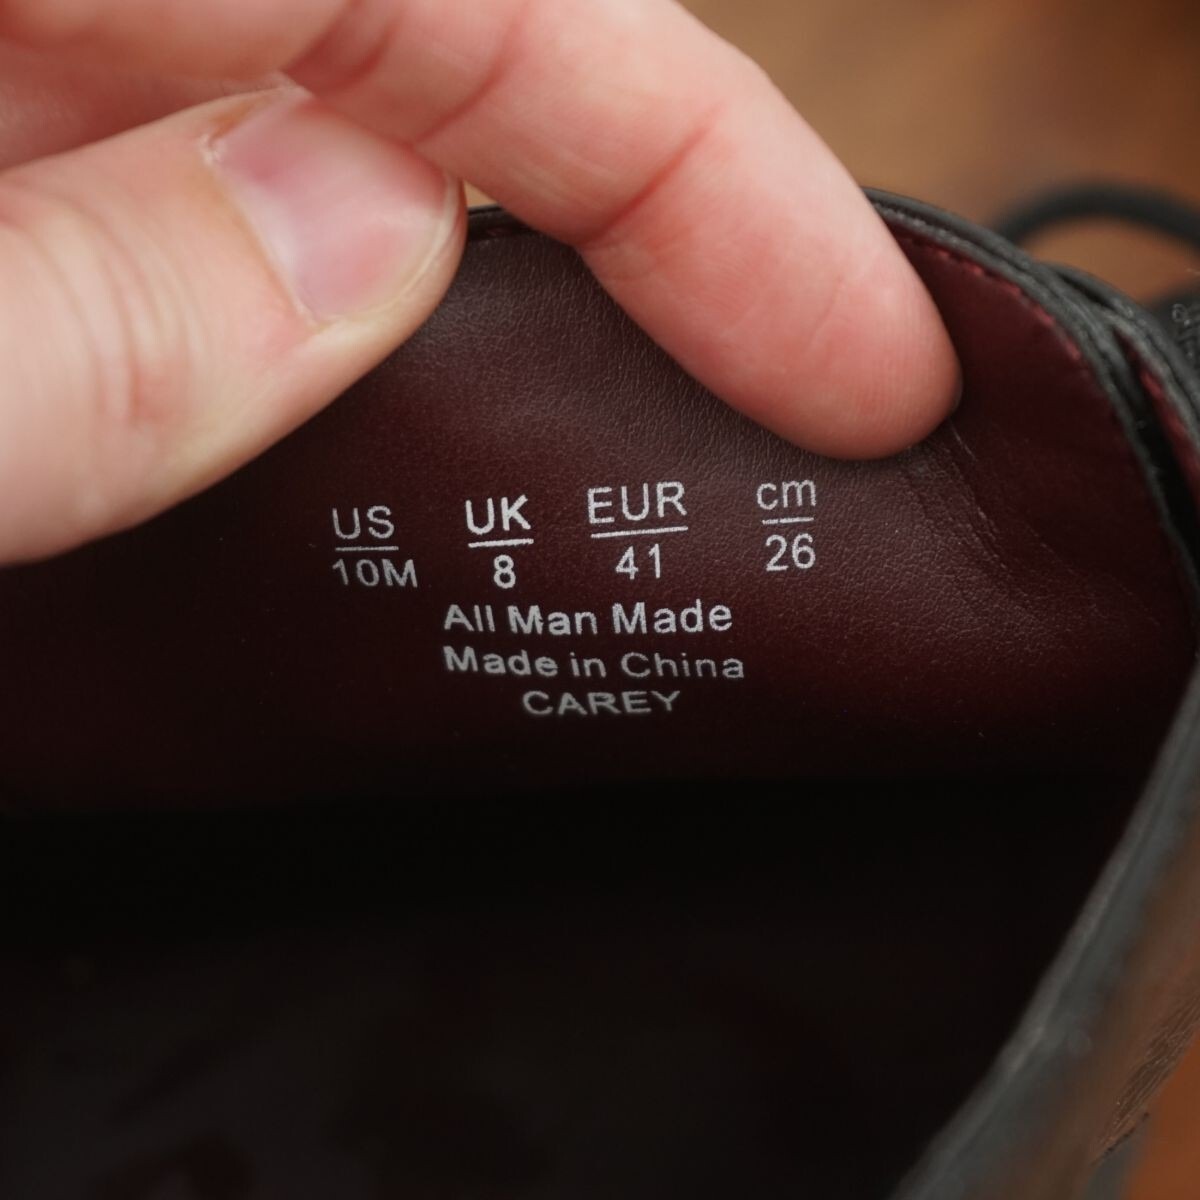 US UK EUR cm
10M 8 41 26
All Man Made
Made in China
CAREY